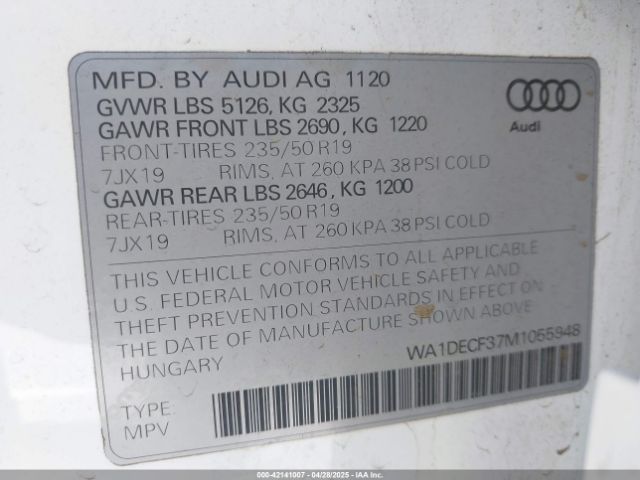 MFD. BY AUDI AG 1120
GVWR LBS 5126, KG 2325
GAWR FRONT LBS 2690, KG 1220
FRONT-TIRES 235/50 R19
7JX19 RIMS, AT 260 KPA 38 PSI COLD
GAWR REAR LBS 2646, KG 1200
REAR-TIRES 235/50 R19
7JX19 RIMS, AT 260 KPA 38 PSI COLD
Audi
THIS VEHICLE CONFORMS TO ALL APPLICABLE
U.S. FEDERAL MOTOR VEHICLE SAFETY AND
THEFT PREVENTION STANDARDS IN EFFECT ON
THE DATE OF MANUFACTURE SHOWN ABOVE
HUNGARY
WA1DECF37M1055948
TYPE:
MPV
000-42141007 - 04/28/2025 - IAAI.COM